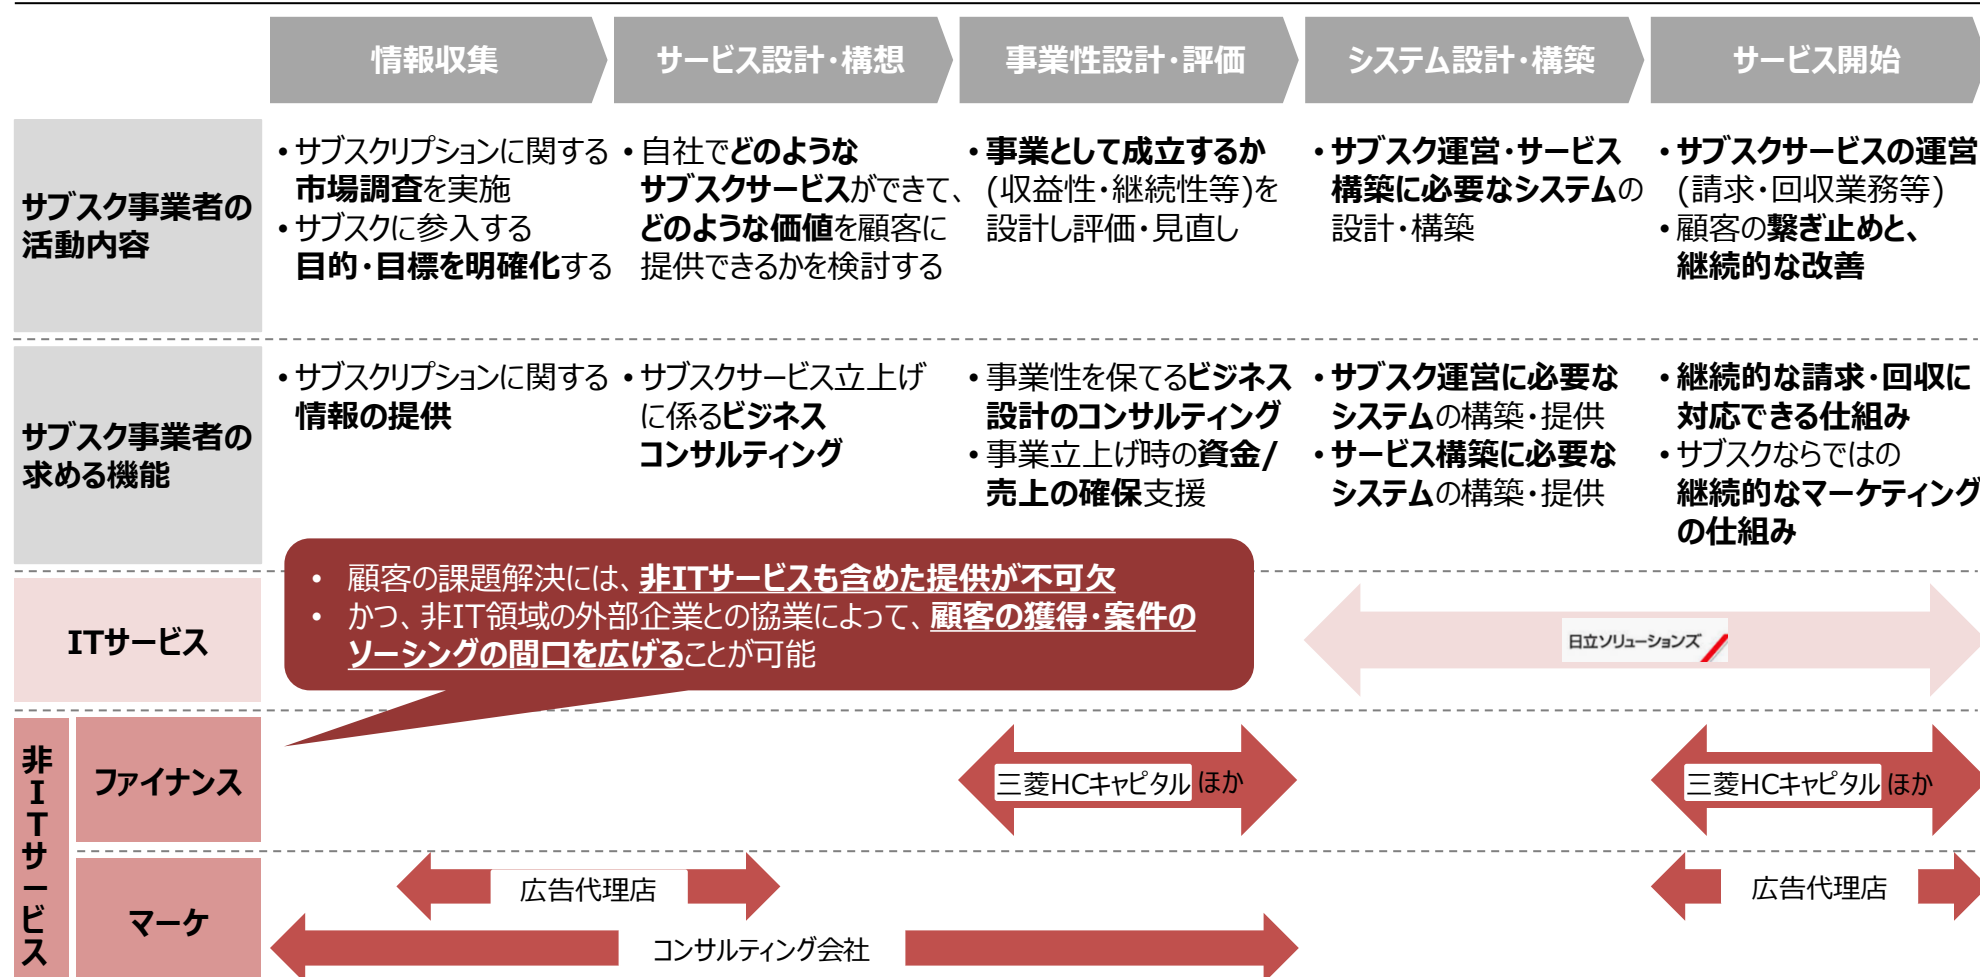 情報収集
サービス設計・構想
事業性設計・評価
システム設計・構築
サービス開始
サブスク事業者の
活動内容
・サブスクリプションに関する
市場調査を実施
・サブスクに参入する
目的・目標を明確化する
・自社でどのような
サブスクサービスができて、
どのような価値を顧客に
提供できるかを検討する
・事業として成立するか
(収益性・継続性等)を
設計し評価・見直し
・サブスク運営・サービス
構築に必要なシステムの
設計・構築
・サブスクサービスの運営
(請求・回収業務等)
・顧客の繋ぎ止めと、
継続的な改善
サブスク事業者の
求める機能
・サブスクリプションに関する
情報の提供
・サブスクサービス立上げ
に係るビジネス
コンサルティング
・事業性を保てるビジネス
設計のコンサルティング
・事業立上げ時の資金/
売上の確保支援
・サブスク運営に必要な
システムの構築・提供
・サービス構築に必要な
システムの構築・提供
・継続的な請求・回収に
対応できる仕組み
・サブスクならではの
継続的なマーケティング
の仕組み
• 顧客の課題解決には、非ITサービスも含めた提供が不可欠
• かつ、非IT領域の外部企業との協業によって、顧客の獲得・案件の
ソーシングの間口を広げることが可能
ITサービス
日立ソリューションズ
非ITサービス
ファイナンス
三菱HCキャピタル ほか
三菱HCキャピタル ほか
マーケ
広告代理店
広告代理店
コンサルティング会社